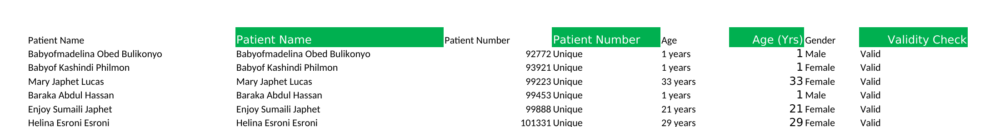 Patient Name Patient Name Patient Number Patient Number Age Age (Yrs) Gender Validity Check
Babyofmadelina Obed Bulikonyo Babyofmadelina Obed Bulikonyo 92772 Unique 1 years 1 Male Valid
Babyof Kashindi Philmon Babyof Kashindi Philmon 93921 Unique 1 years 1 Female Valid
Mary Japhet Lucas Mary Japhet Lucas 99223 Unique 33 years 33 Female Valid
Baraka Abdul Hassan Baraka Abdul Hassan 99453 Unique 1 years 1 Male Valid
Enjoy Sumaili Japhet Enjoy Sumaili Japhet 99888 Unique 21 years 21 Female Valid
Helina Esroni Esroni Helina Esroni Esroni 101331 Unique 29 years 29 Female Valid